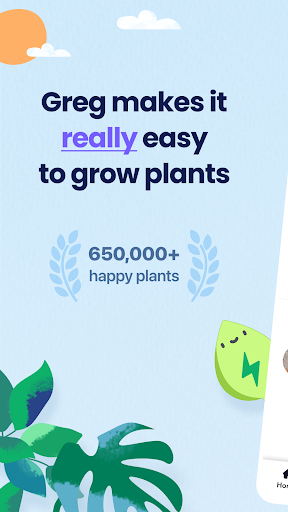 Greg makes it
really easy
to grow plants
650,000+
happy plants